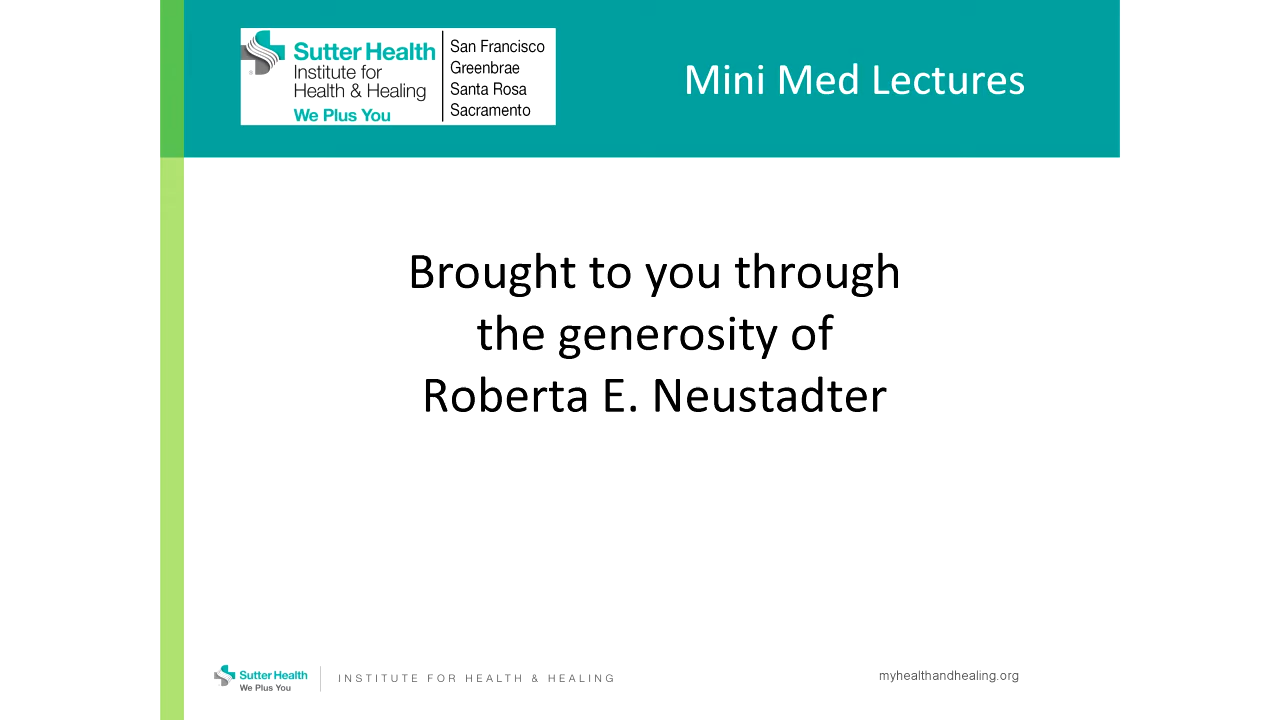 Sutter Health
Institute for
Health & Healing
We Plus You
San Francisco
Greenbrae
Santa Rosa
Sacramento
Mini Med Lectures
Brought to you through
the generosity of
Roberta E. Neustadter
Sutter Health
We Plus You
INSTITUTE FOR HEALTH & HEALING
myhealthandhealing.org